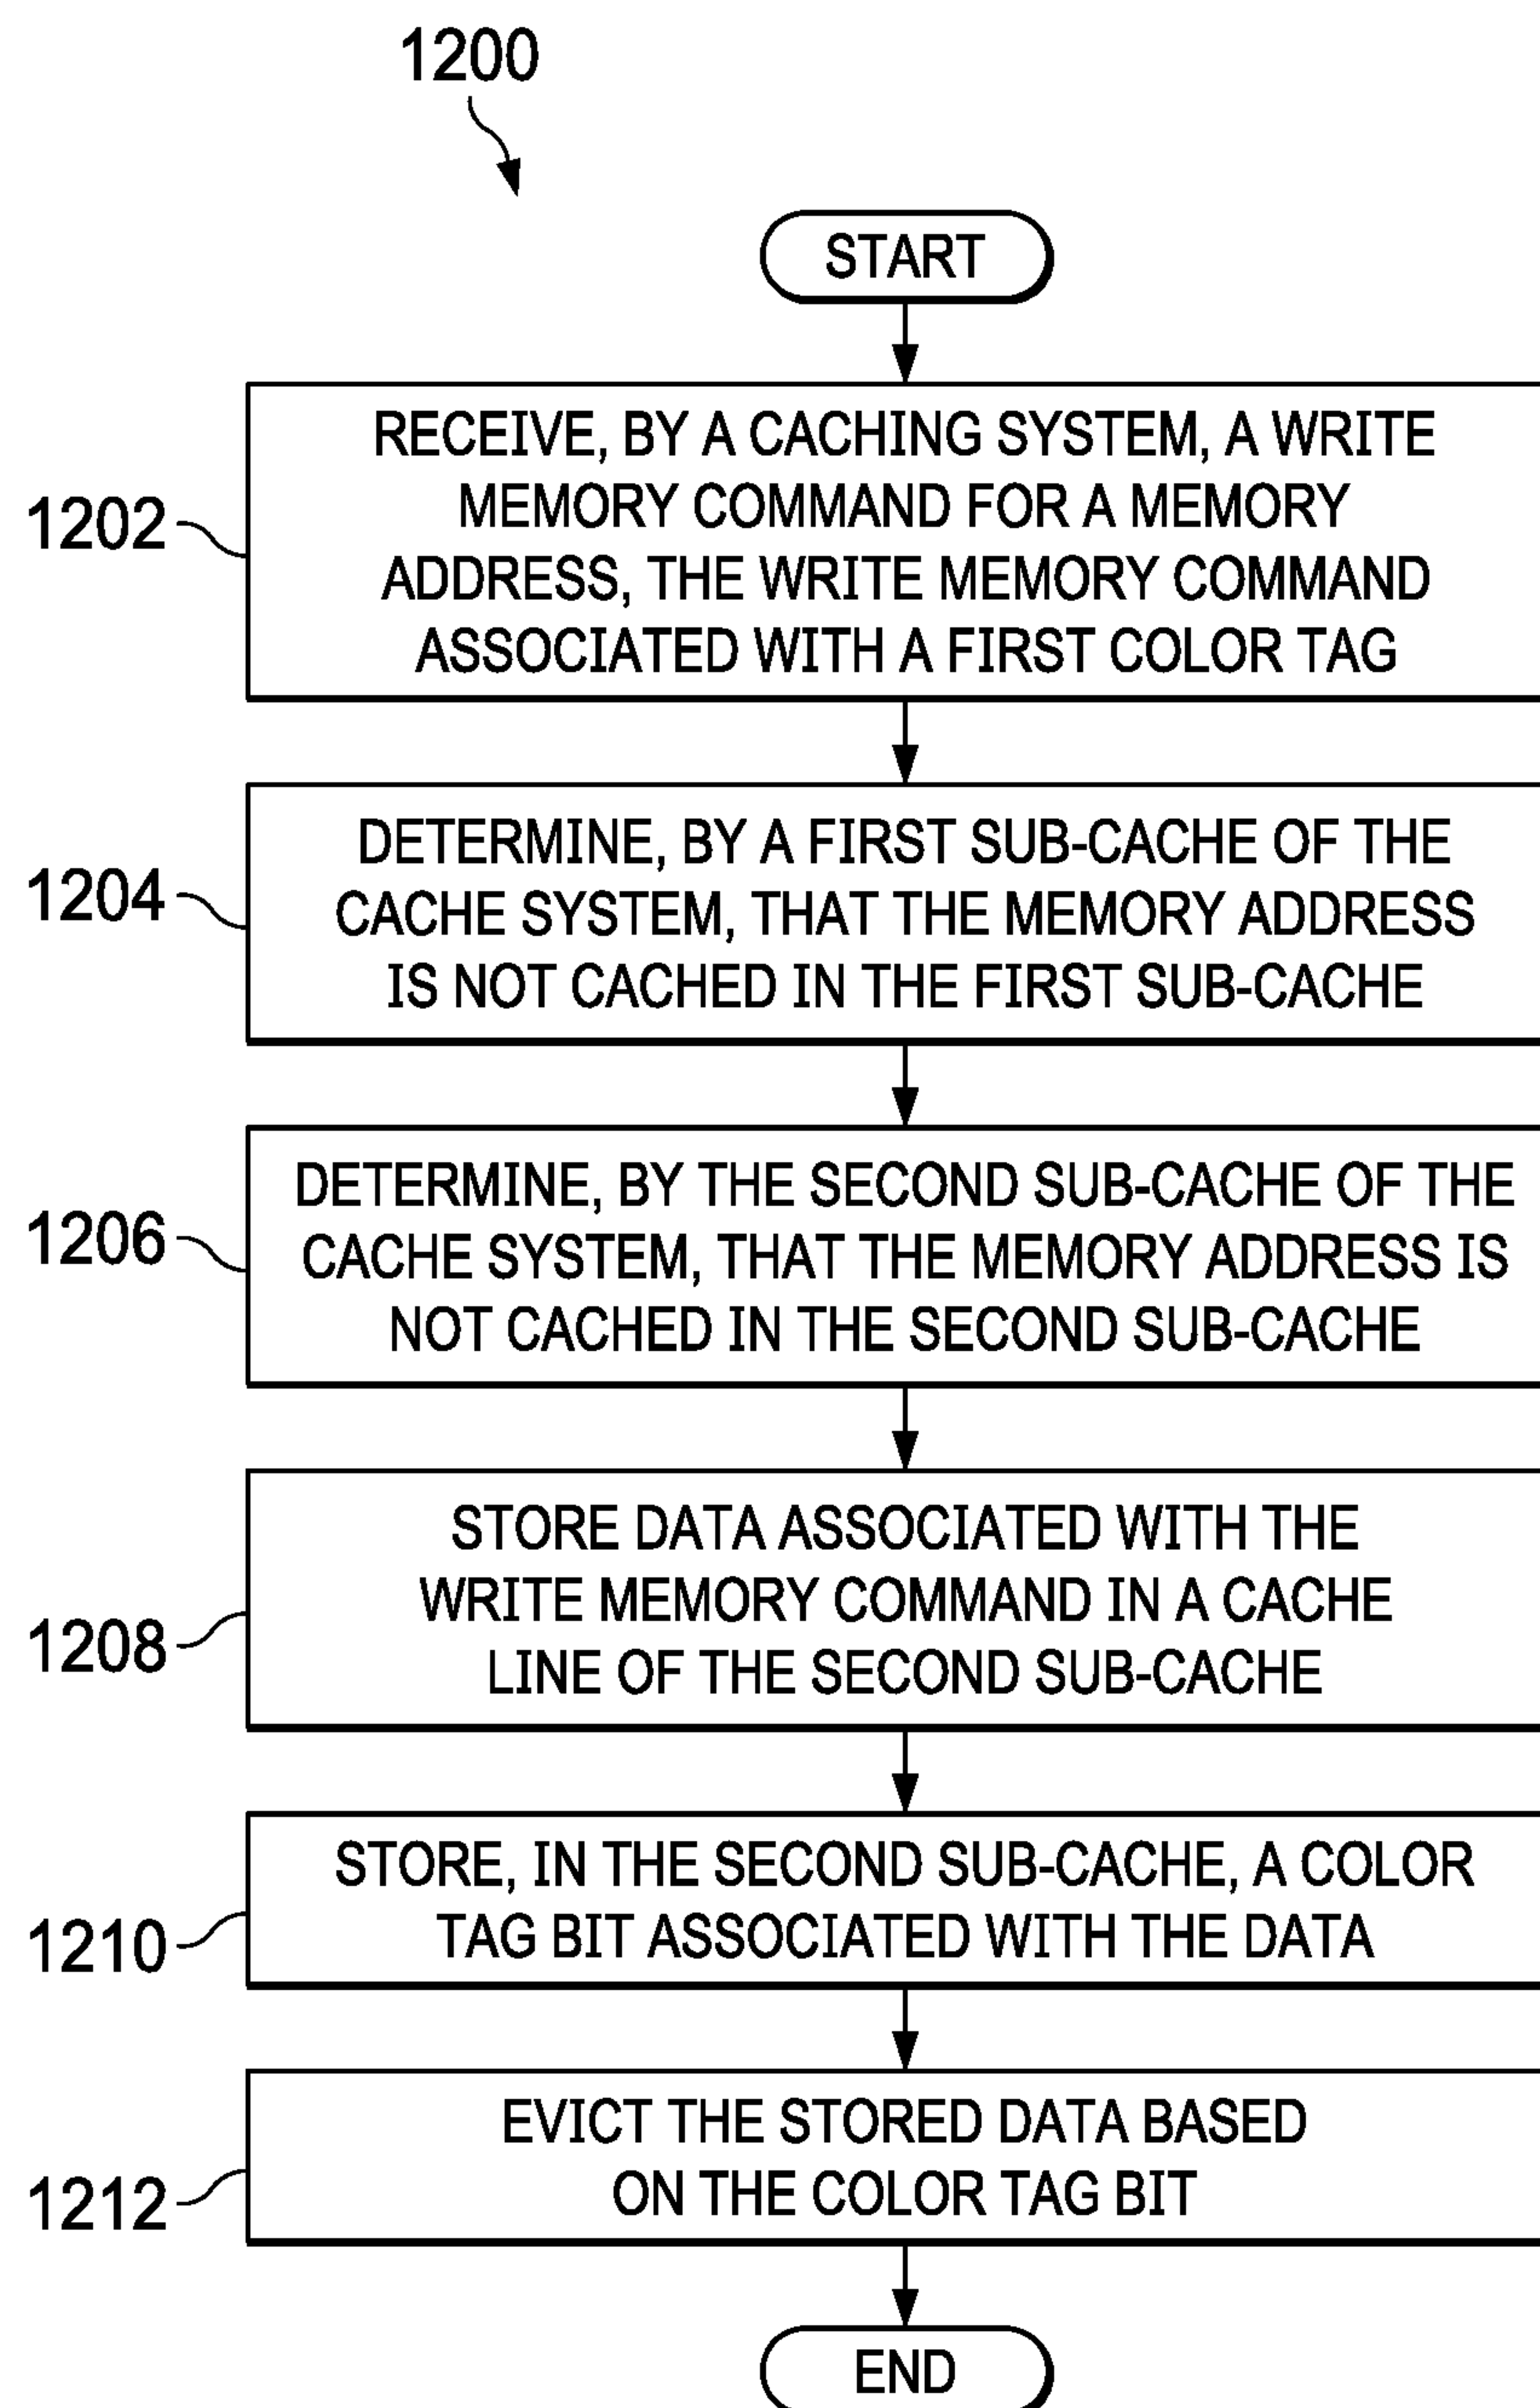 1200
START
RECEIVE, BY A CACHING SYSTEM, A WRITE
MEMORY COMMAND FOR A MEMORY
ADDRESS, THE WRITE MEMORY COMMAND
ASSOCIATED WITH A FIRST COLOR TAG
1202
DETERMINE, BY A FIRST SUB-CACHE OF THE
CACHE SYSTEM, THAT THE MEMORY ADDRESS
IS NOT CACHED IN THE FIRST SUB-CACHE
1204
DETERMINE, BY THE SECOND SUB-CACHE OF THE
CACHE SYSTEM, THAT THE MEMORY ADDRESS IS
NOT CACHED IN THE SECOND SUB-CACHE
1206
STORE DATA ASSOCIATED WITH THE
WRITE MEMORY COMMAND IN A CACHE
LINE OF THE SECOND SUB-CACHE
1208
STORE, IN THE SECOND SUB-CACHE, A COLOR
TAG BIT ASSOCIATED WITH THE DATA
1210
EVICT THE STORED DATA BASED
ON THE COLOR TAG BIT
1212
END